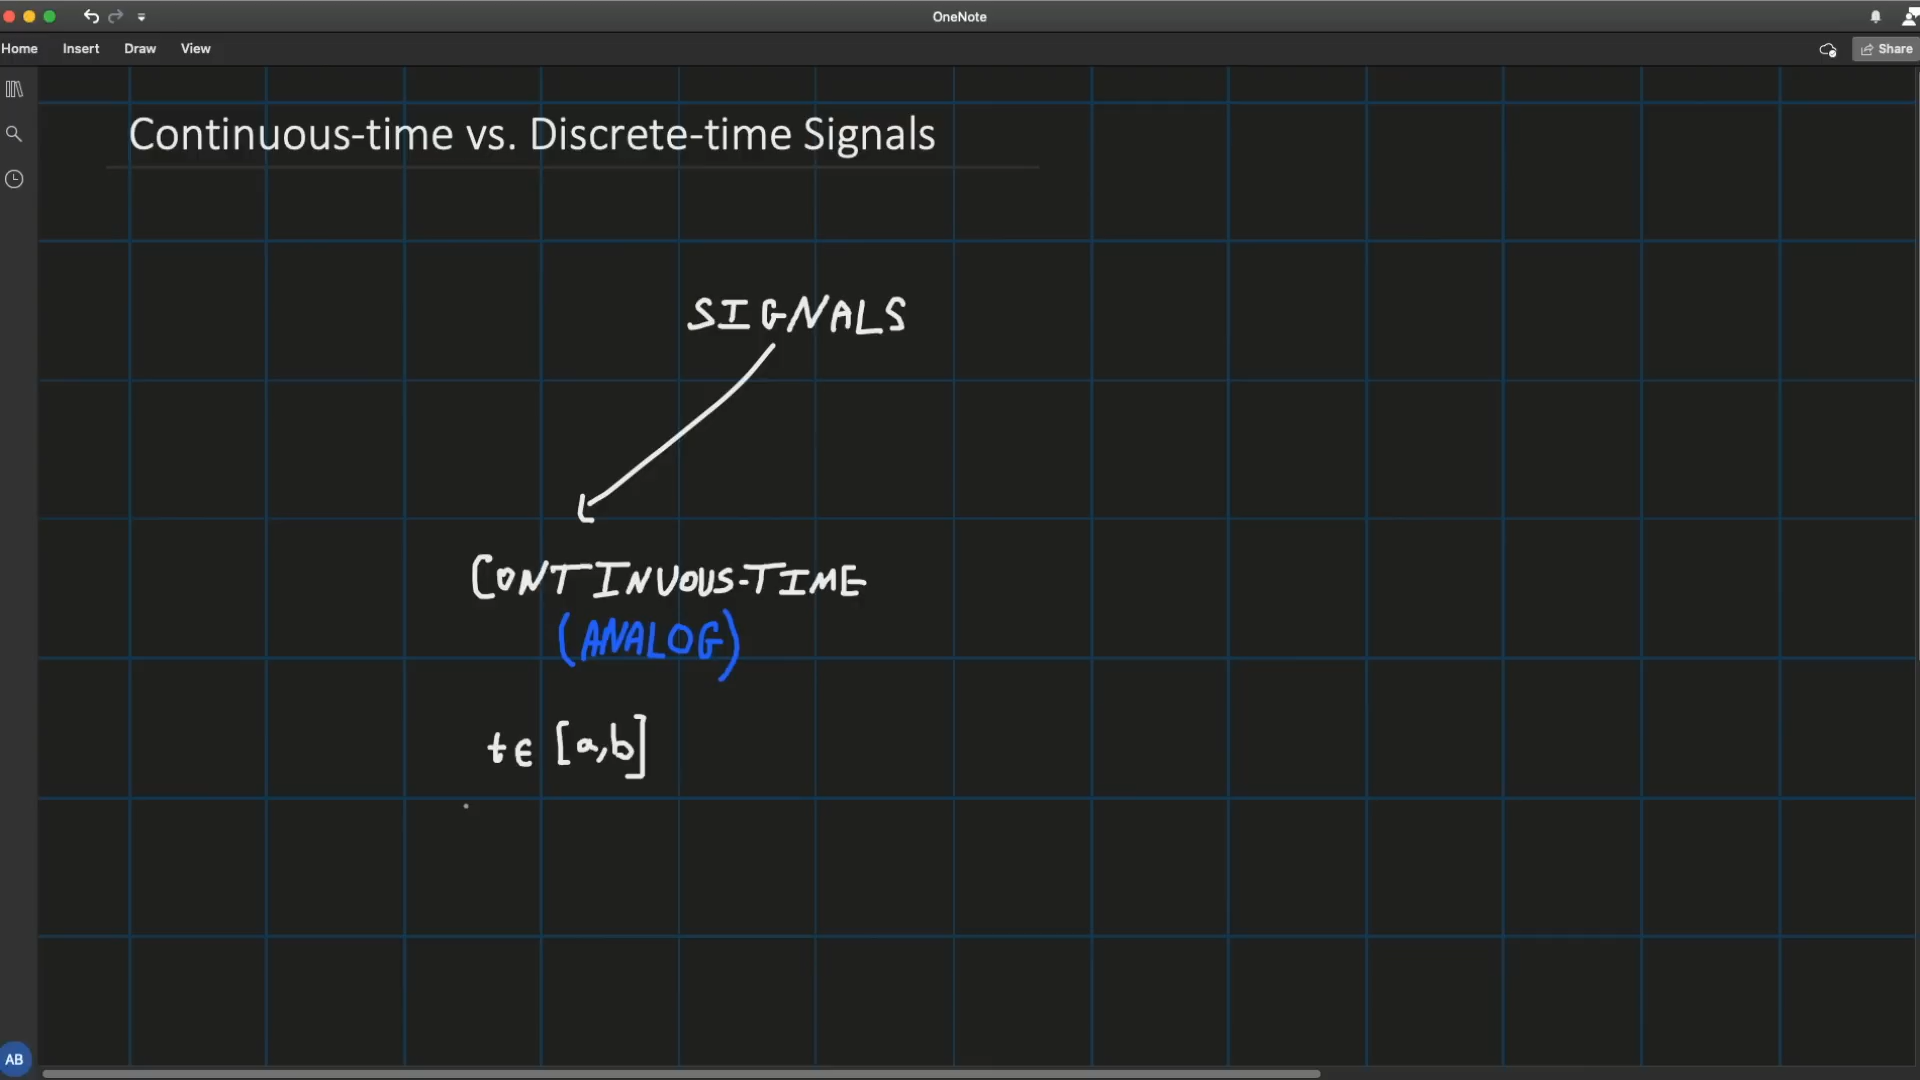 OneNote
Home Insert Draw View
Share
Continuous-time vs. Discrete-time Signals
SIGNALS
CONTINUOUS-TIME
(ANALOG)
t ∈ [a,b]
AB